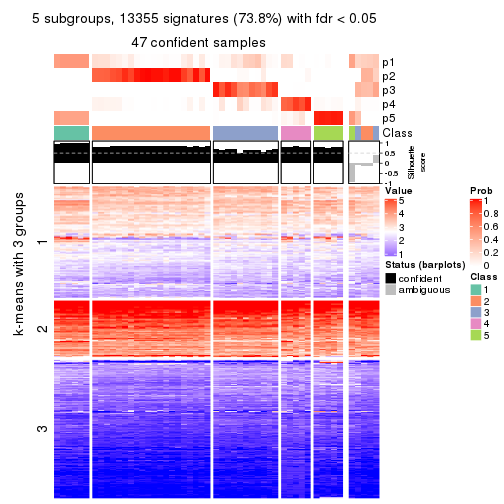 5 subgroups, 13355 signatures (73.8%) with fdr < 0.05
47 confident samples
p1
p2
p3
p4
p5
Class
1
0.5
0
-0.5
-1
Silhouette
score
k-means with 3 groups
1
2
3
Value
5
4
3
2
1
Status (barplots)
confident
ambiguous
Prob
1
0.8
0.6
0.4
0.2
0
Class
1
2
3
4
5